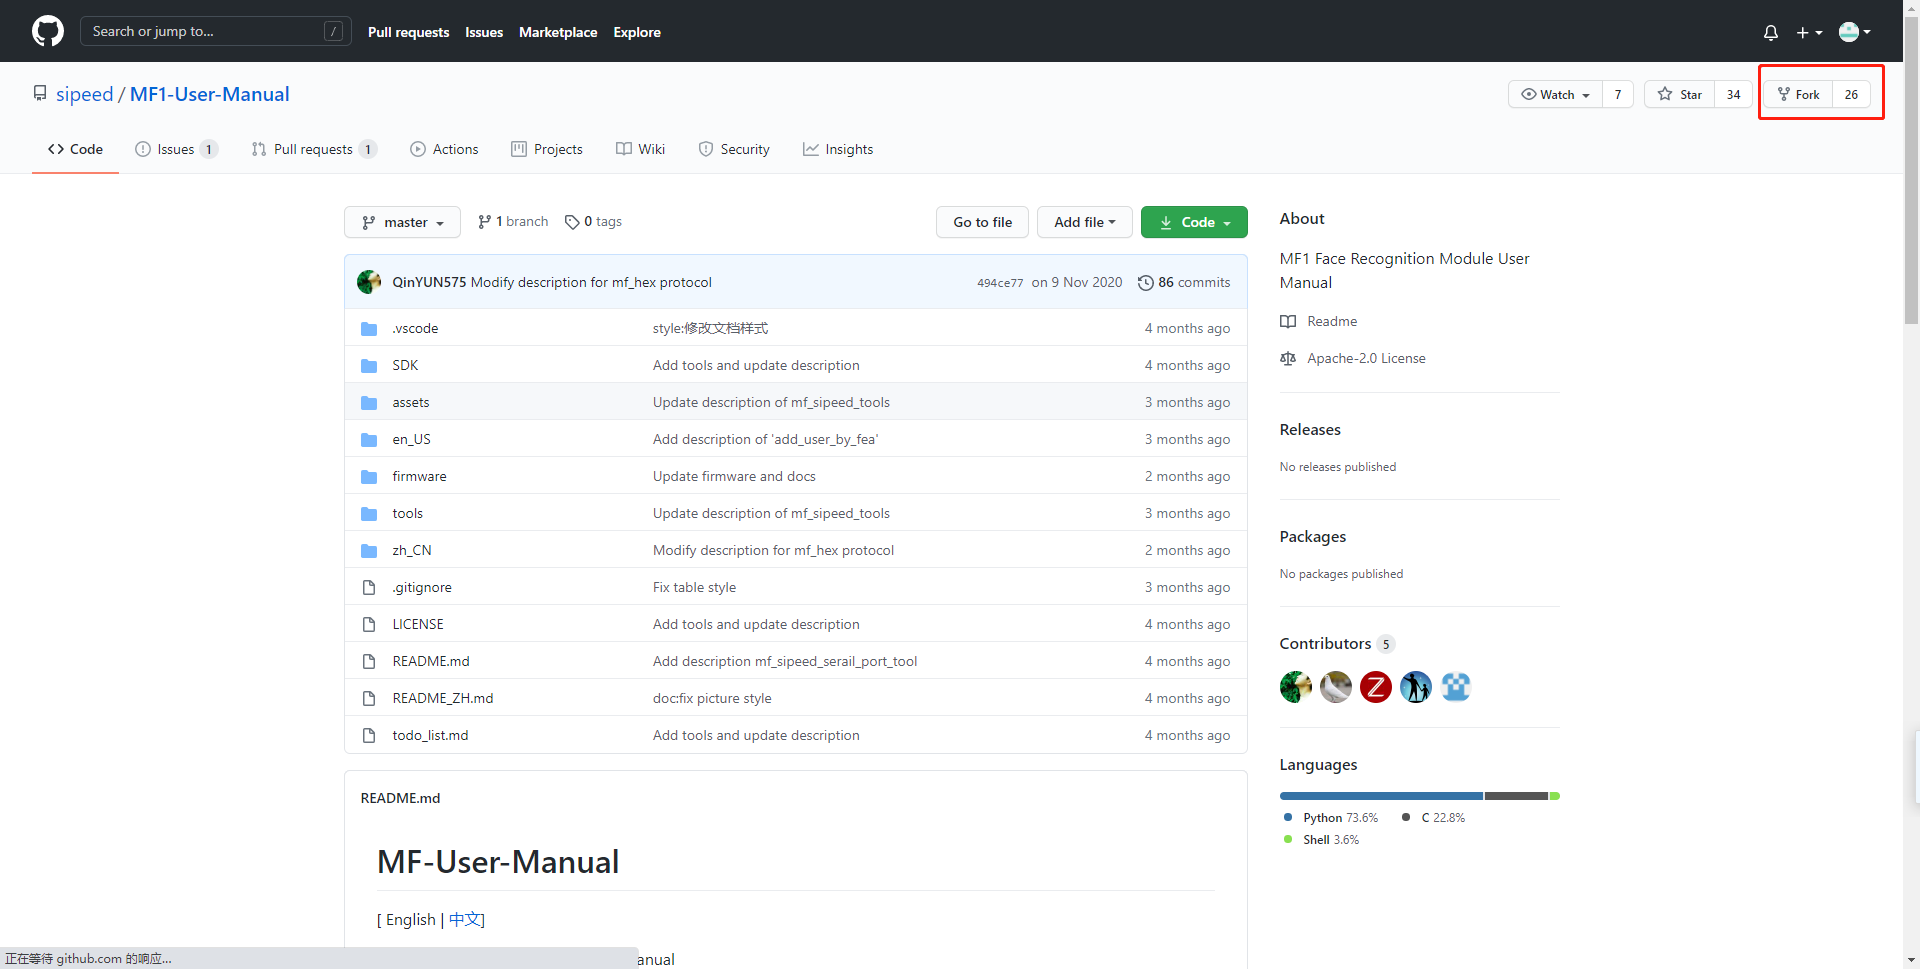 Search or jump to... /
Pull requests Issues Marketplace Explore
sipeed / MF1-User-Manual
Watch 7 Star 34 Fork 26
Code Issues 1 Pull requests 1 Actions Projects Wiki Security Insights
master 1 branch 0 tags Go to file Add file Code
QinYUN575 Modify description for mf_hex protocol 494ce77 on 9 Nov 2020 86 commits
.vscode style:修改文档样式 4 months ago
SDK Add tools and update description 4 months ago
assets Update description of mf_sipeed_tools 3 months ago
en_US Add description of 'add_user_by_fea' 3 months ago
firmware Update firmware and docs 2 months ago
tools Update description of mf_sipeed_tools 3 months ago
zh_CN Modify description for mf_hex protocol 2 months ago
.gitignore Fix table style 3 months ago
LICENSE Add tools and update description 4 months ago
README.md Add description mf_sipeed_serail_port_tool 4 months ago
README_ZH.md doc:fix picture style 4 months ago
todo_list.md Add tools and update description 4 months ago
README.md
MF-User-Manual
[ English | 中文]
anual
About
MF1 Face Recognition Module User
Manual
Readme
Apache-2.0 License
Releases
No releases published
Packages
No packages published
Contributors 5
Z
Languages
Python 73.6% C 22.8%
Shell 3.6%
正在等待 github.com 的响应...